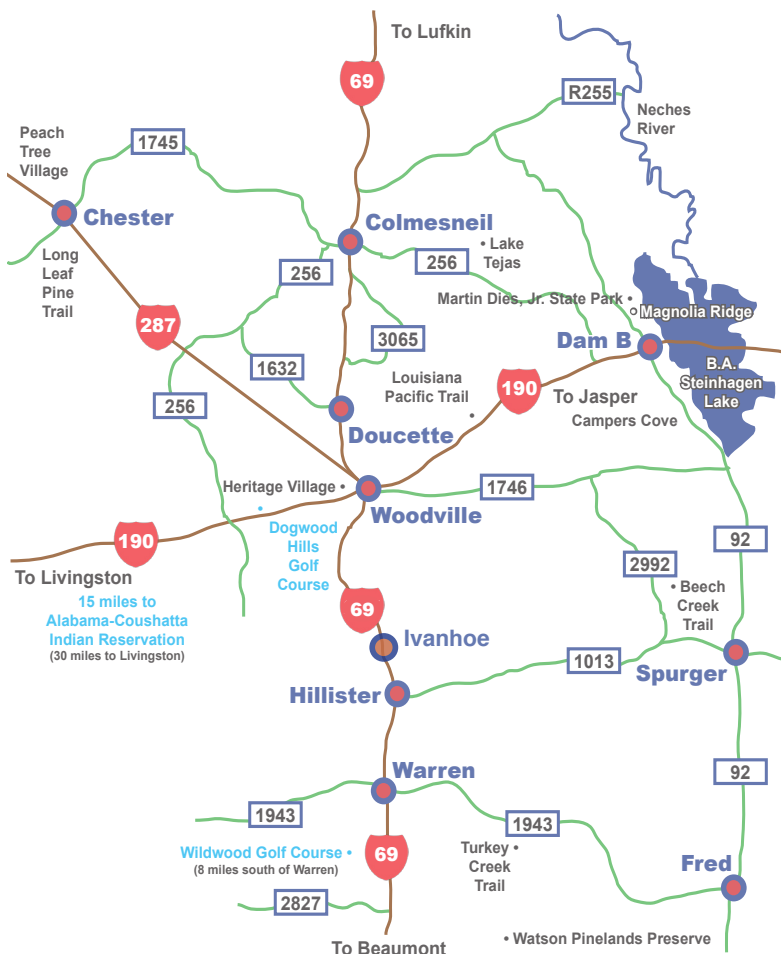 To Lufkin
69
R255
Neches
River
Peach
Tree
Village
1745
Chester
Colmesneil
Long
Leaf
Pine
Trail
256
256
Lake
Tejas
Martin Dies, Jr. State Park
Magnolia Ridge
287
3065
Dam B
1632
Louisiana
Pacific Trail
190
B.A.
Steinhagen
Lake
256
To Jasper
Campers Cove
Doucette
Heritage Village
Woodville
1746
190
Dogwood
Hills
Golf
Course
92
To Livingston
2992
15 miles to
Alabama-Coushatta
Indian Reservation
(30 miles to Livingston)
69
Beech
Creek
Trail
Ivanhoe
1013
Spurger
Hillister
Warren
92
1943
1943
Wildwood Golf Course
(8 miles south of Warren)
69
Turkey
Creek
Trail
Fred
2827
To Beaumont
Watson Pinelands Preserve